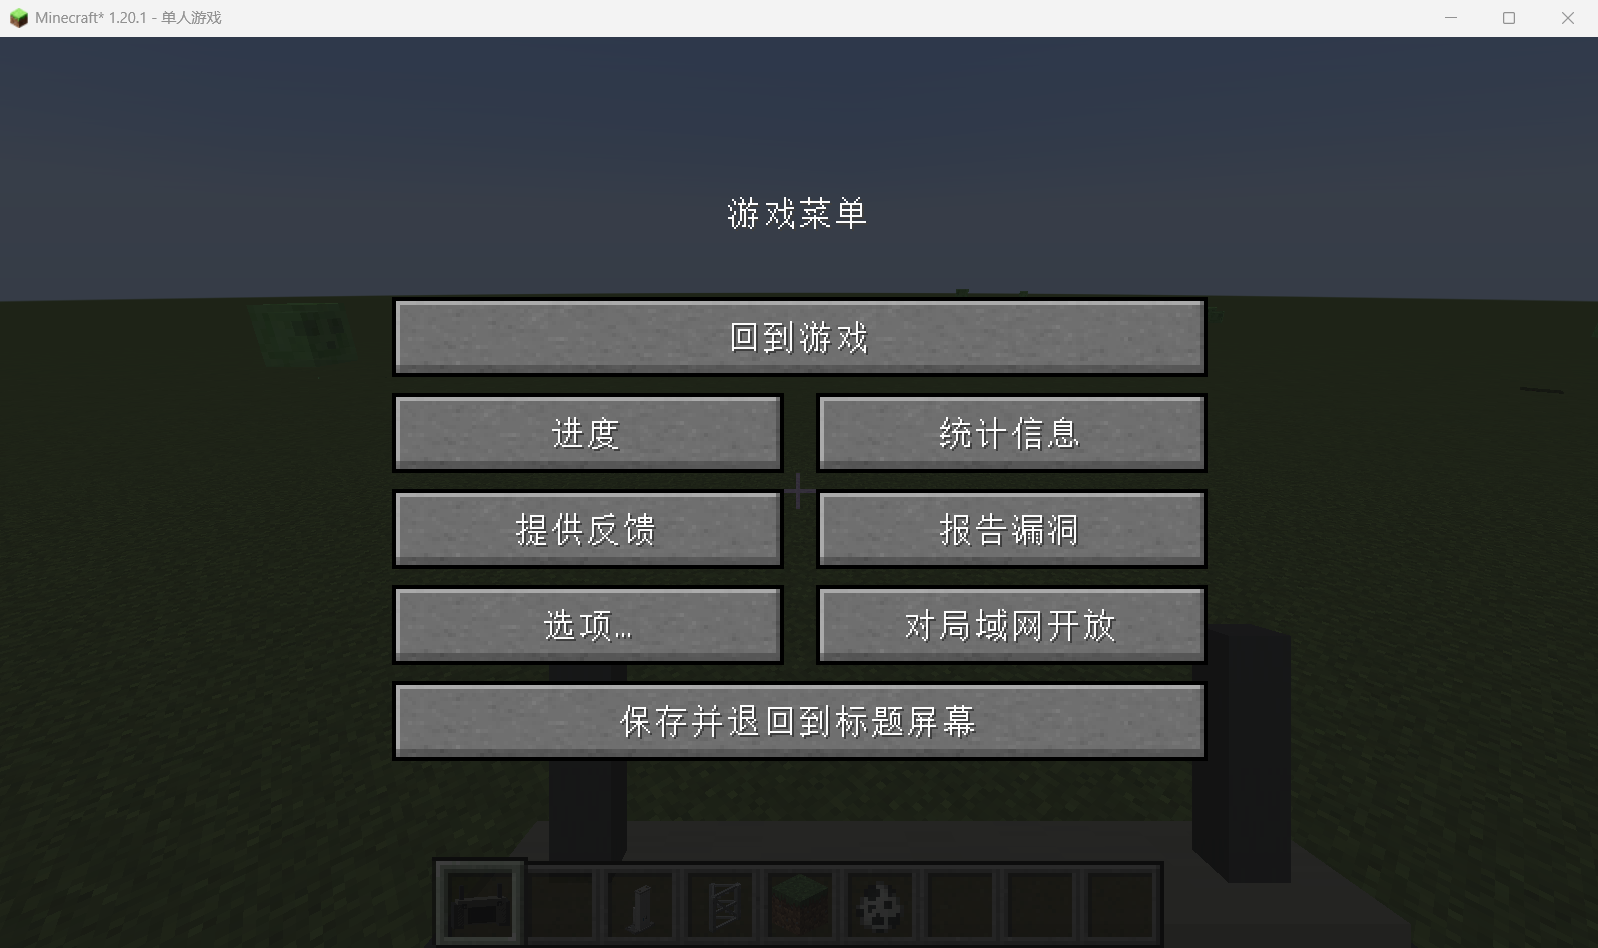 Minecraft* 1.20.1 - 单人游戏
游戏菜单
回到游戏
进度
统计信息
提供反馈
报告漏洞
选项...
对局域网开放
保存并退回到标题屏幕